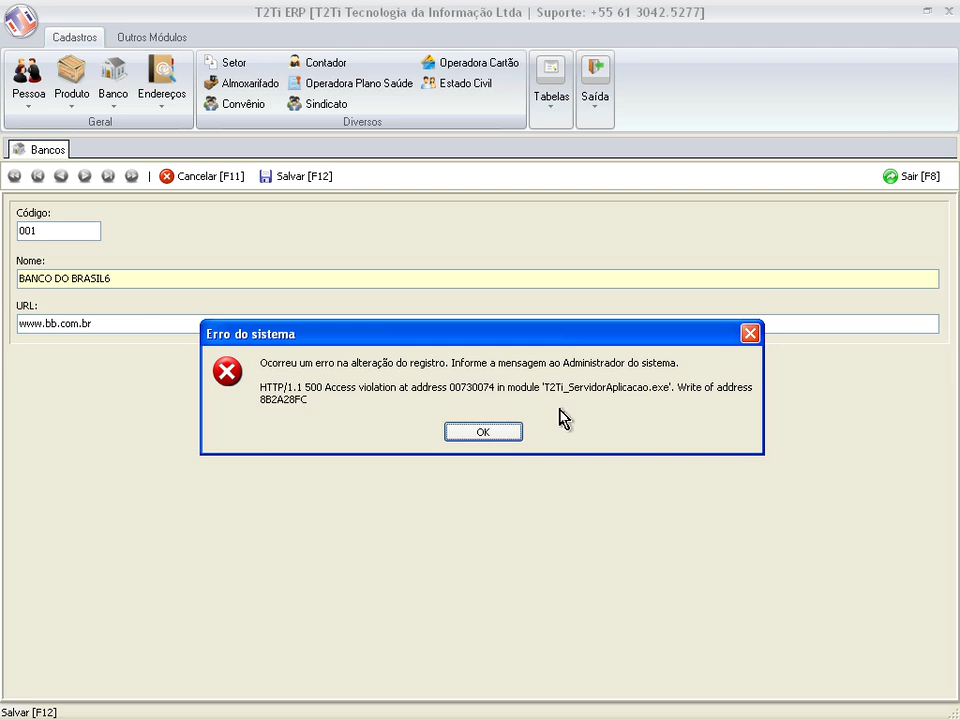 T2Ti ERP [T2Ti Tecnologia da Informação Ltda | Suporte: +55 61 3042.5277]
Cadastros Outros Módulos
Setor Contador Operadora Cartão
Almoxarifado Operadora Plano Saúde Estado Civil
Convênio Sindicato
Pessoa Produto Banco Endereços Tabelas Saída
Geral Diversos
Bancos
Cancelar [F11] Salvar [F12] Sair [F8]
Código:
001
Nome:
BANCO DO BRASIL6
URL:
www.bb.com.br
Erro do sistema
Ocorreu um erro na alteração do registro. Informe a mensagem ao Administrador do sistema.
HTTP/1.1 500 Access violation at address 00730074 in module 'T2Ti_ServidorAplicacao.exe'. Write of address
8B2A28FC
OK
Salvar [F12]